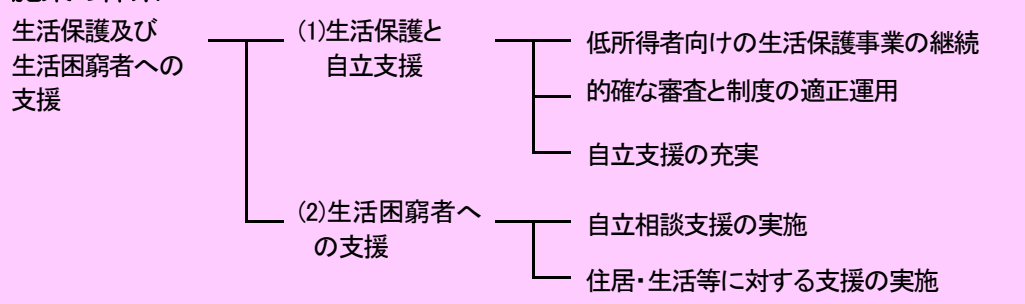 生活保護及び
生活困窮者への
支援
(1)生活保護と
自立支援
低所得者向けの生活保護事業の継続
的確な審査と制度の適正運用
自立支援の充実
(2)生活困窮者へ
の支援
自立相談支援の実施
住居・生活等に対する支援の実施